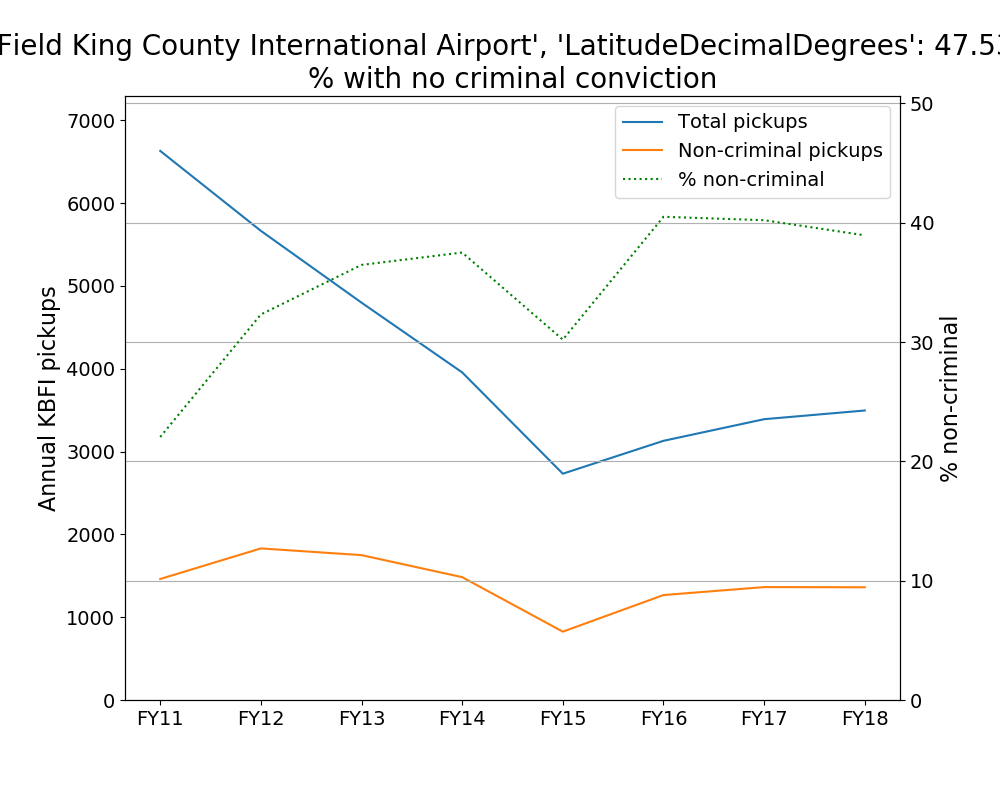 Field King County International Airport', 'LatitudeDecimalDegrees': 47.53
% with no criminal conviction
Total pickups
Non-criminal pickups
% non-criminal
Annual KBFI pickups
7000
6000
5000
4000
3000
2000
1000
0
50
40
30
20
10
0
% non-criminal
FY11 FY12 FY13 FY14 FY15 FY16 FY17 FY18